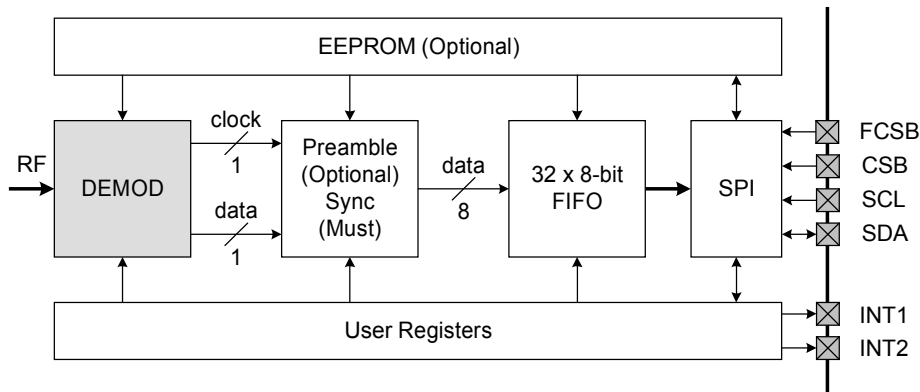 EEPROM (Optional)
RF
DEMOD
clock
1
data
1
Preamble
(Optional)
Sync
(Must)
data
8
32 x 8-bit
FIFO
SPI
FCSB
CSB
SCL
SDA
User Registers
INT1
INT2